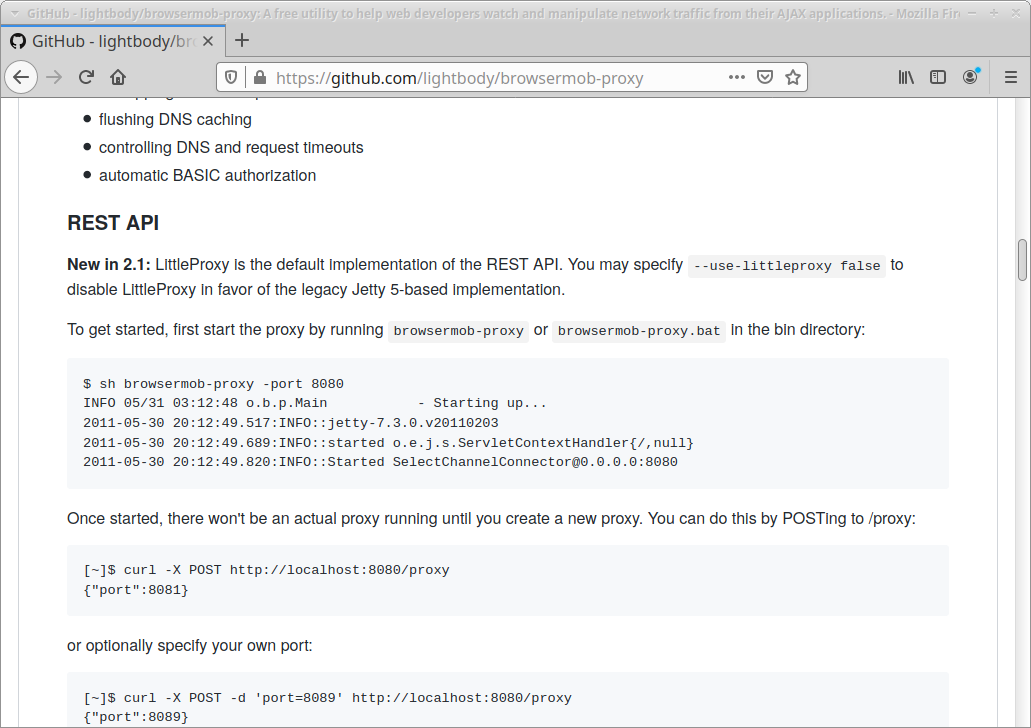 GitHub - lightbody/browsermob-proxy: A free utility to help web developers watch and manipulate network traffic from their AJAX applications. - Mozilla Fire
GitHub - lightbody/bro
https://github.com/lightbody/browsermob-proxy
flushing DNS caching
controlling DNS and request timeouts
automatic BASIC authorization
REST API
New in 2.1: LittleProxy is the default implementation of the REST API. You may specify --use-littleproxy false to
disable LittleProxy in favor of the legacy Jetty 5-based implementation.
To get started, first start the proxy by running browsermob-proxy or browsermob-proxy.bat in the bin directory:
$ sh browsermob-proxy -port 8080
INFO 05/31 03:12:48 o.b.p.Main           - Starting up...
2011-05-30 20:12:49.517:INFO::jetty-7.3.0.v20110203
2011-05-30 20:12:49.689:INFO::started o.e.j.s.ServletContextHandler{/,null}
2011-05-30 20:12:49.820:INFO::Started SelectChannelConnector@0.0.0.0:8080
Once started, there won't be an actual proxy running until you create a new proxy. You can do this by POSTing to /proxy:
[~]$ curl -X POST http://localhost:8080/proxy
{"port":8081}
or optionally specify your own port:
[~]$ curl -X POST -d 'port=8089' http://localhost:8080/proxy
{"port":8089}